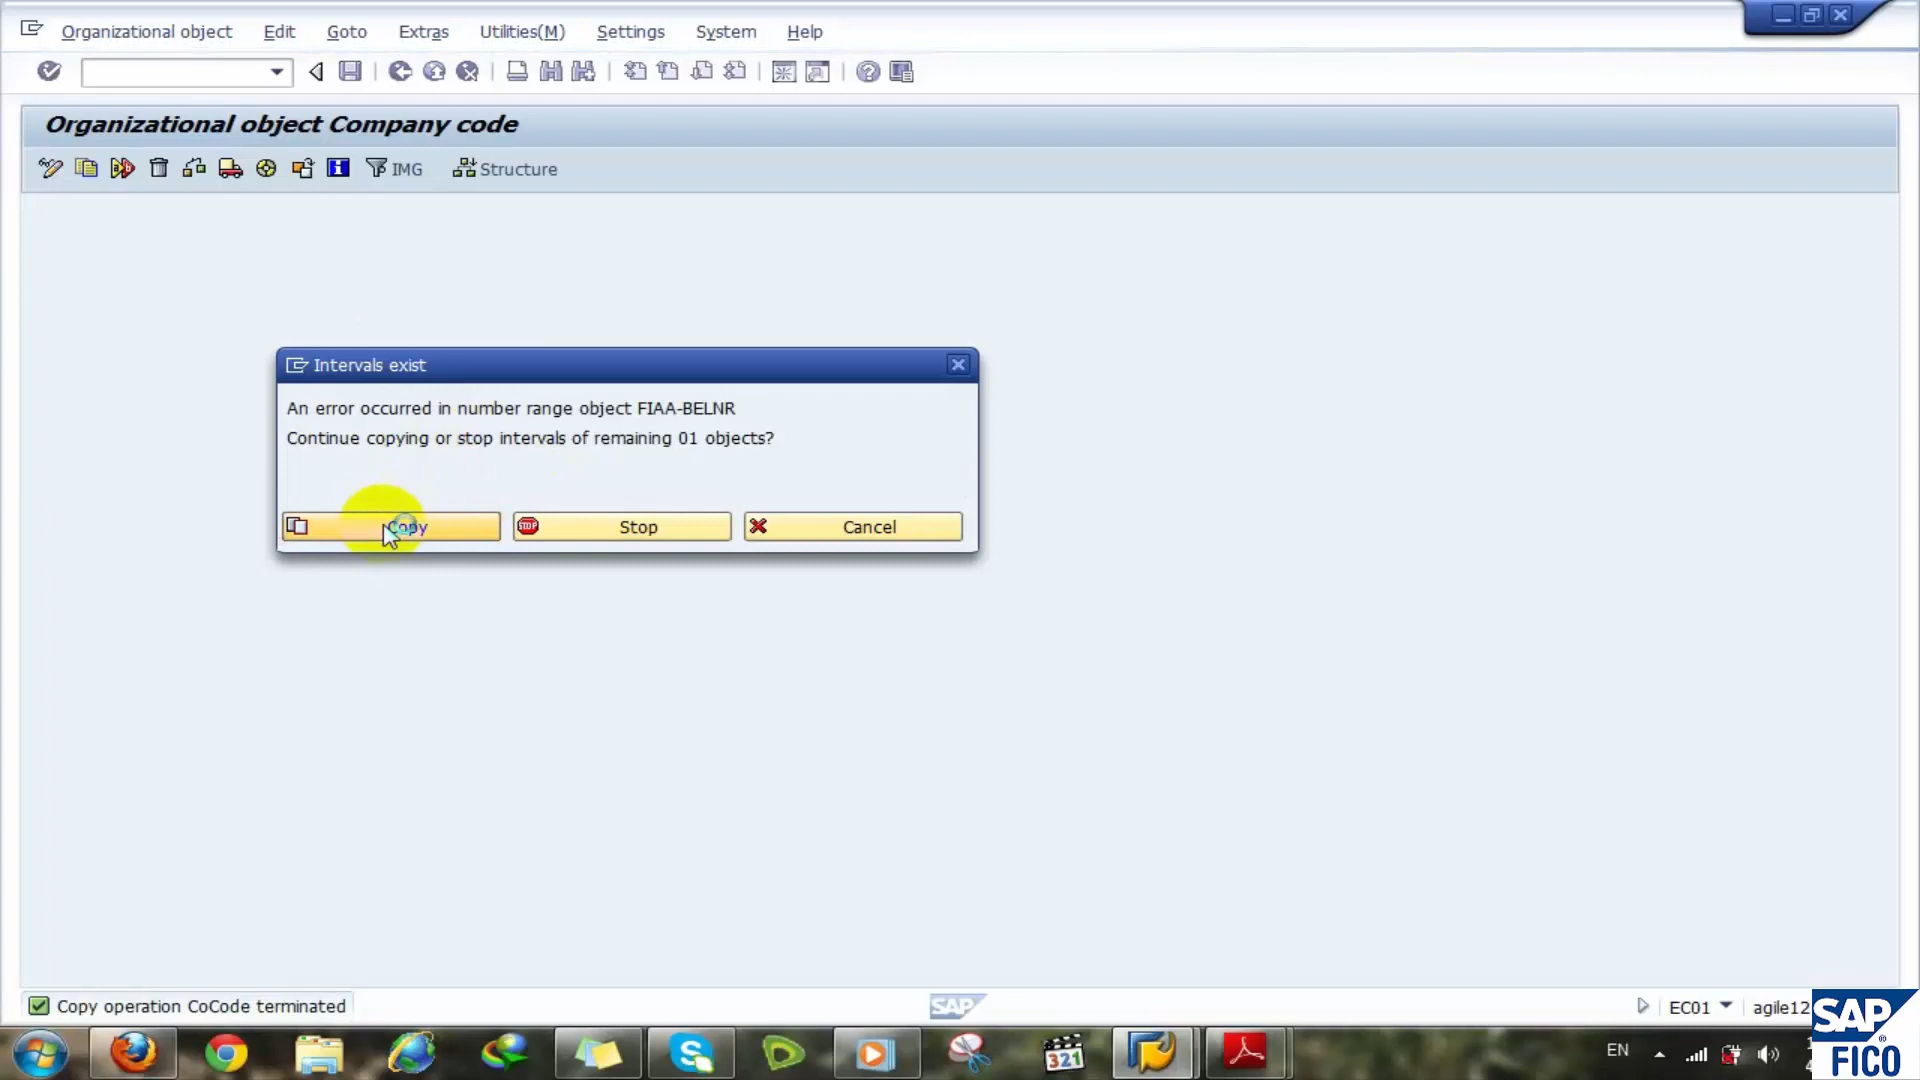 Organizational object Edit Goto Extras Utilities(M) Settings System Help
Organizational object Company code
IMG Structure
Intervals exist
An error occurred in number range object FIAA-BELNR
Continue copying or stop intervals of remaining 01 objects?
Copy STOP Stop Cancel
Copy operation CoCode terminated SAP EC01 agile12
321 EN
SAP
FICO